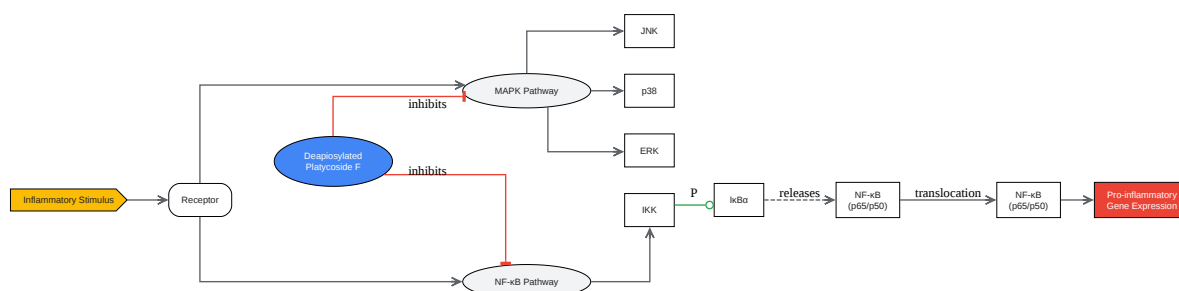 JNK
MAPK Pathway
p38
inhibits
ERK
Deapiosylated
Platycoside F
inhibits
Inflammatory Stimulus
Receptor
IKK
P
IκBα
releases
NF-κB
(p65/p50)
translocation
NF-κB
(p65/p50)
Pro-inflammatory
Gene Expression
NF-κB Pathway